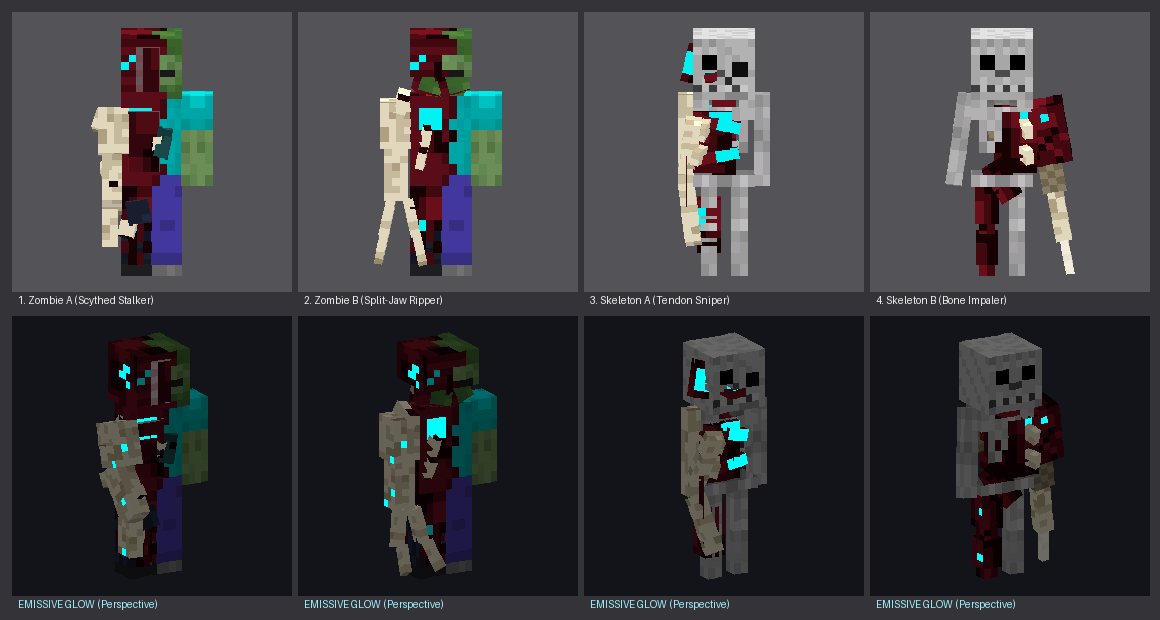 1. Zombie A (Scythed Stalker)
2. Zombie B (Split-Jaw Ripper)
3. Skeleton A (Tendon Sniper)
4. Skeleton B (Bone Impaler)
EMISSIVE GLOW (Perspective)
EMISSIVE GLOW (Perspective)
EMISSIVE GLOW (Perspective)
EMISSIVE GLOW (Perspective)